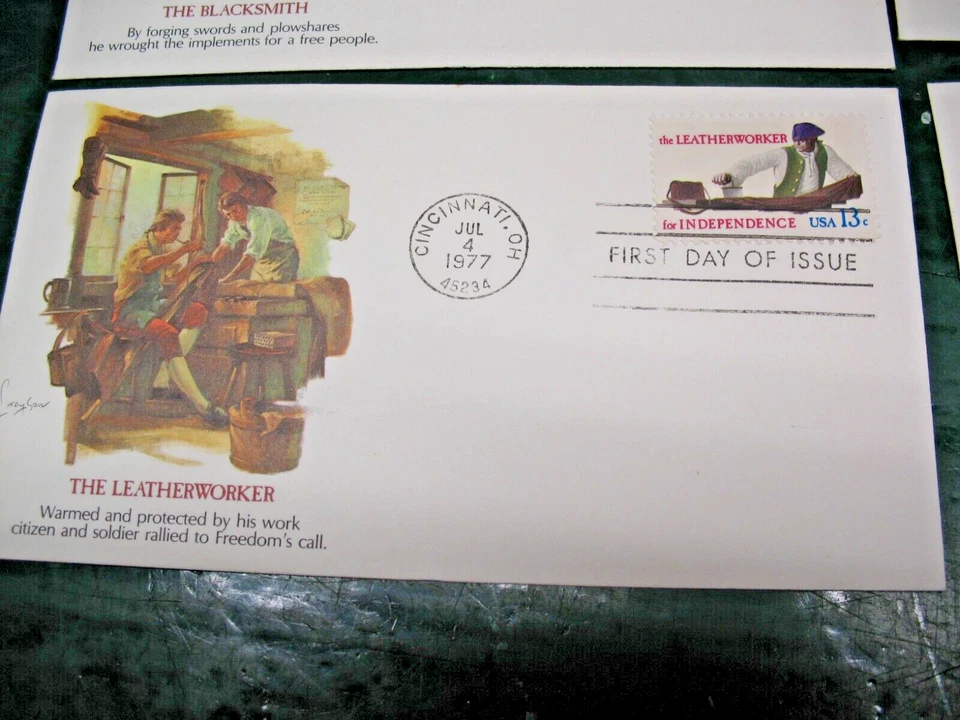 THE BLACKSMITH
By forging swords and plowshares
he wrought the implements for a free people.
the LEATHERWORKER
for INDEPENDENCE USA 13c
CINCINNATI, OH
JUL
4
1977
45234
FIRST DAY OF ISSUE
THE LEATHERWORKER
Warmed and protected by his work
citizen and soldier rallied to Freedom's call.